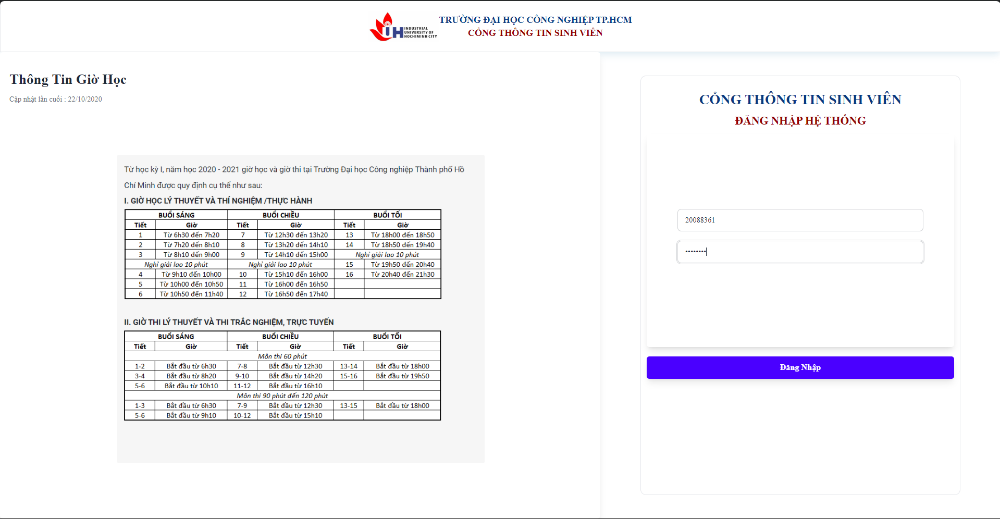 INDUSTRIAL
UNIVERSITY OF
HOCHIMINH CITY
IUH
TRƯỜNG ĐẠI HỌC CÔNG NGHIỆP TP.HCM
CỔNG THÔNG TIN SINH VIÊN
Thông Tin Giờ Học
Cập nhật lần cuối : 22/10/2020
Từ học kỳ I, năm học 2020 - 2021 giờ học và giờ thi tại Trường Đại học Công nghiệp Thành phố Hồ
Chí Minh được quy định cụ thể như sau:
I. GIỜ HỌC LÝ THUYẾT VÀ THÍ NGHIỆM /THỰC HÀNH
BUỔI SÁNG BUỔI CHIỀU BUỔI TỐI
Tiết Giờ Tiết Giờ Tiết Giờ
1 Từ 6h30 đến 7h20 7 Từ 12h30 đến 13h20 13 Từ 18h00 đến 18h50
2 Từ 7h20 đến 8h10 8 Từ 13h20 đến 14h10 14 Từ 18h50 đến 19h40
3 Từ 8h10 đến 9h00 9 Từ 14h10 đến 15h00 Nghỉ giải lao 10 phút
Nghỉ giải lao 10 phút Nghỉ giải lao 10 phút 15 Từ 19h50 đến 20h40
4 Từ 9h10 đến 10h00 10 Từ 15h10 đến 16h00 16 Từ 20h40 đến 21h30
5 Từ 10h00 đến 10h50 11 Từ 16h00 đến 16h50
6 Từ 10h50 đến 11h40 12 Từ 16h50 đến 17h40
II. GIỜ THI LÝ THUYẾT VÀ THI TRẮC NGHIỆM, TRỰC TUYẾN
BUỔI SÁNG BUỔI CHIỀU BUỔI TỐI
Tiết Giờ Tiết Giờ Tiết Giờ
Môn thi 60 phút
1-2 Bắt đầu từ 6h30 7-8 Bắt đầu từ 12h30 13-14 Bắt đầu từ 18h00
3-4 Bắt đầu từ 8h20 9-10 Bắt đầu từ 14h20 15-16 Bắt đầu từ 19h50
5-6 Bắt đầu từ 10h10 11-12 Bắt đầu từ 16h10
Môn thi 90 phút đến 120 phút
1-3 Bắt đầu từ 6h30 7-9 Bắt đầu từ 12h30 13-15 Bắt đầu từ 18h00
5-6 Bắt đầu từ 9h10 10-12 Bắt đầu từ 15h10
CỔNG THÔNG TIN SINH VIÊN
ĐĂNG NHẬP HỆ THỐNG
20088361
••••••••
Đăng Nhập